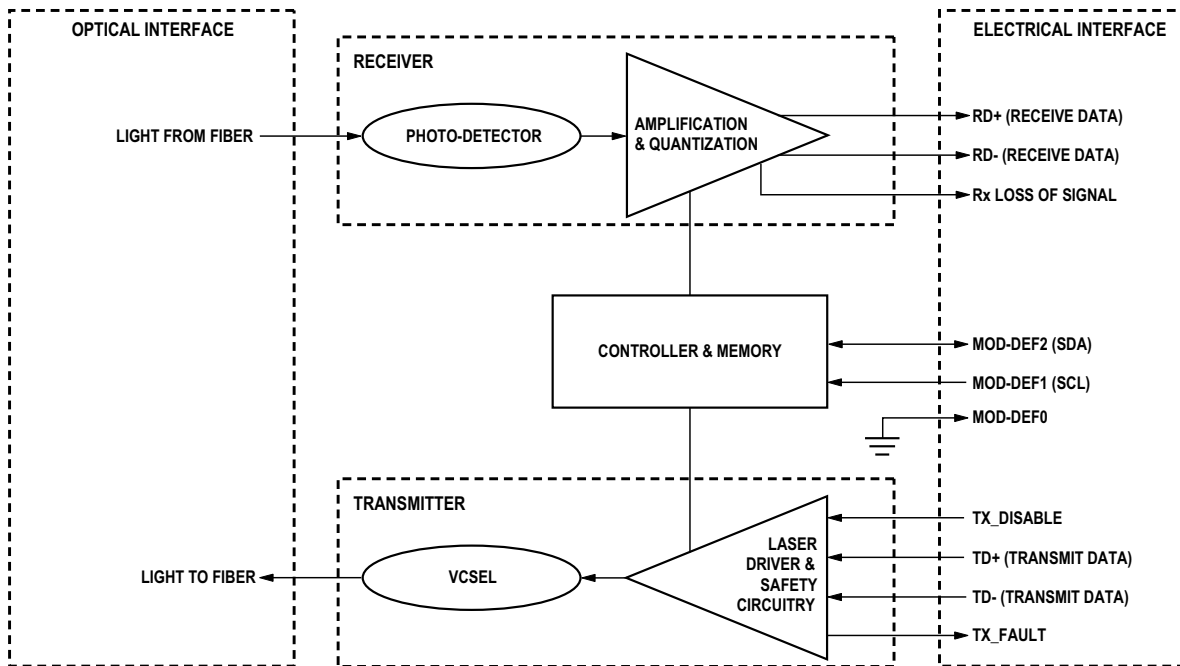 OPTICAL INTERFACE
ELECTRICAL INTERFACE
RECEIVER
LIGHT FROM FIBER
PHOTO-DETECTOR
AMPLIFICATION
& QUANTIZATION
RD+ (RECEIVE DATA)
RD- (RECEIVE DATA)
Rx LOSS OF SIGNAL
CONTROLLER & MEMORY
MOD-DEF2 (SDA)
MOD-DEF1 (SCL)
MOD-DEF0
TRANSMITTER
LIGHT TO FIBER
VCSEL
LASER
DRIVER &
SAFETY
CIRCUITRY
TX_DISABLE
TD+ (TRANSMIT DATA)
TD- (TRANSMIT DATA)
TX_FAULT